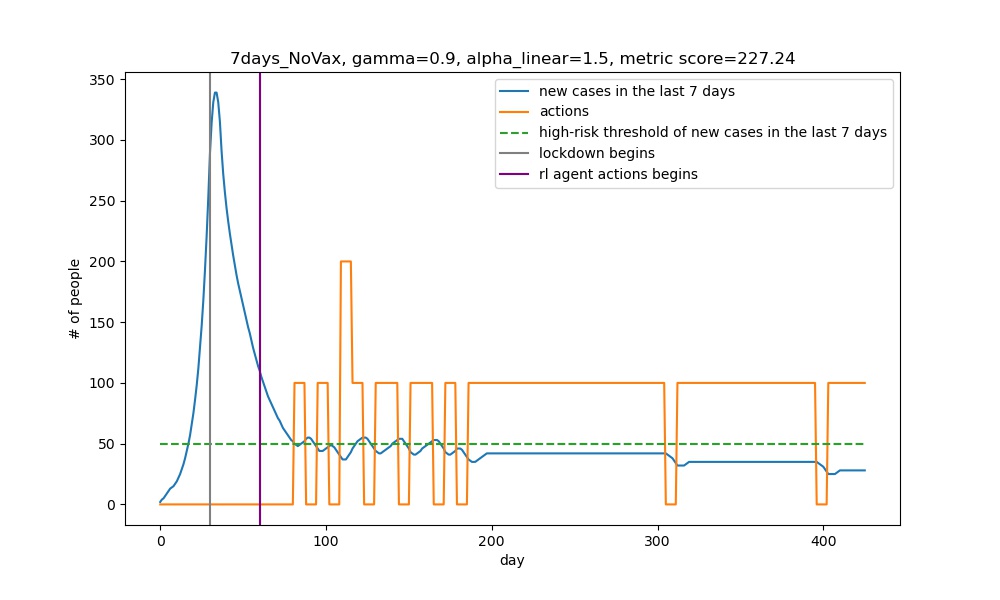 7days_NoVax, gamma=0.9, alpha_linear=1.5, metric score=227.24
350
300
250
200
150
100
50
0
# of people
new cases in the last 7 days
actions
high-risk threshold of new cases in the last 7 days
lockdown begins
rl agent actions begins
0 100 200 300 400
day